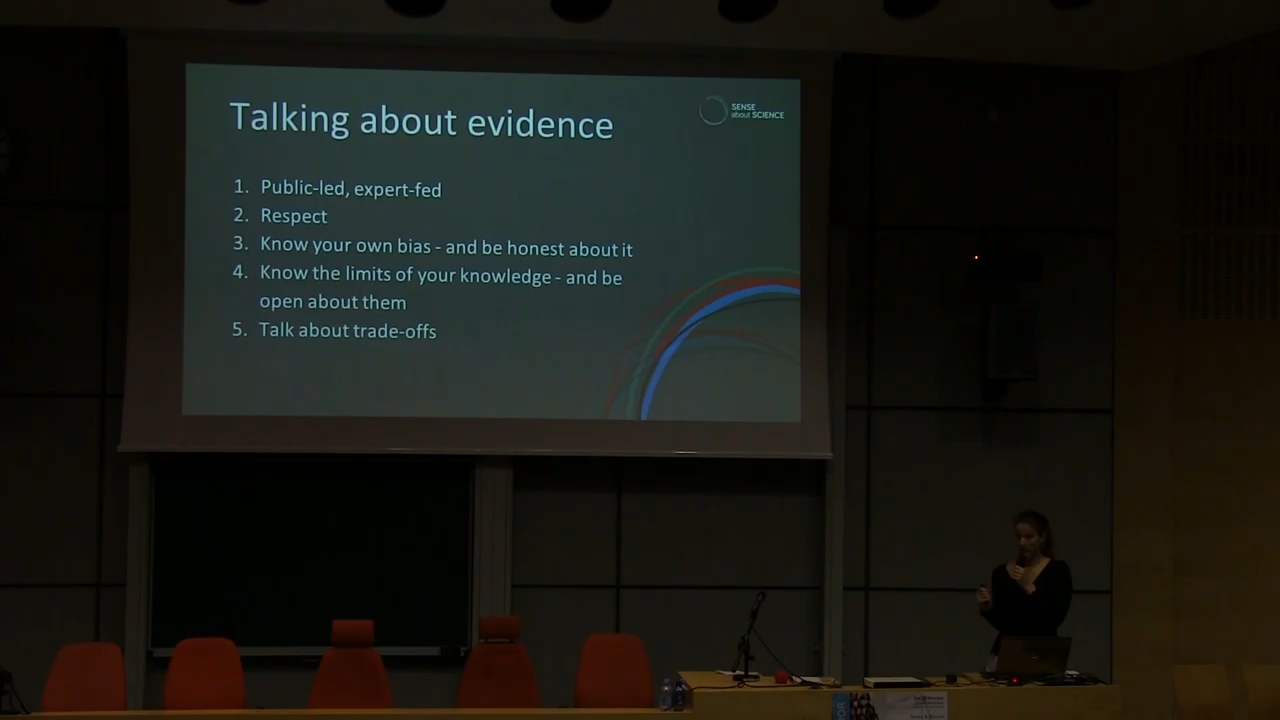 Talking about evidence
SENSE
about SCIENCE
1. Public-led, expert-fed
2. Respect
3. Know your own bias - and be honest about it
4. Know the limits of your knowledge - and be
open about them
5. Talk about trade-offs